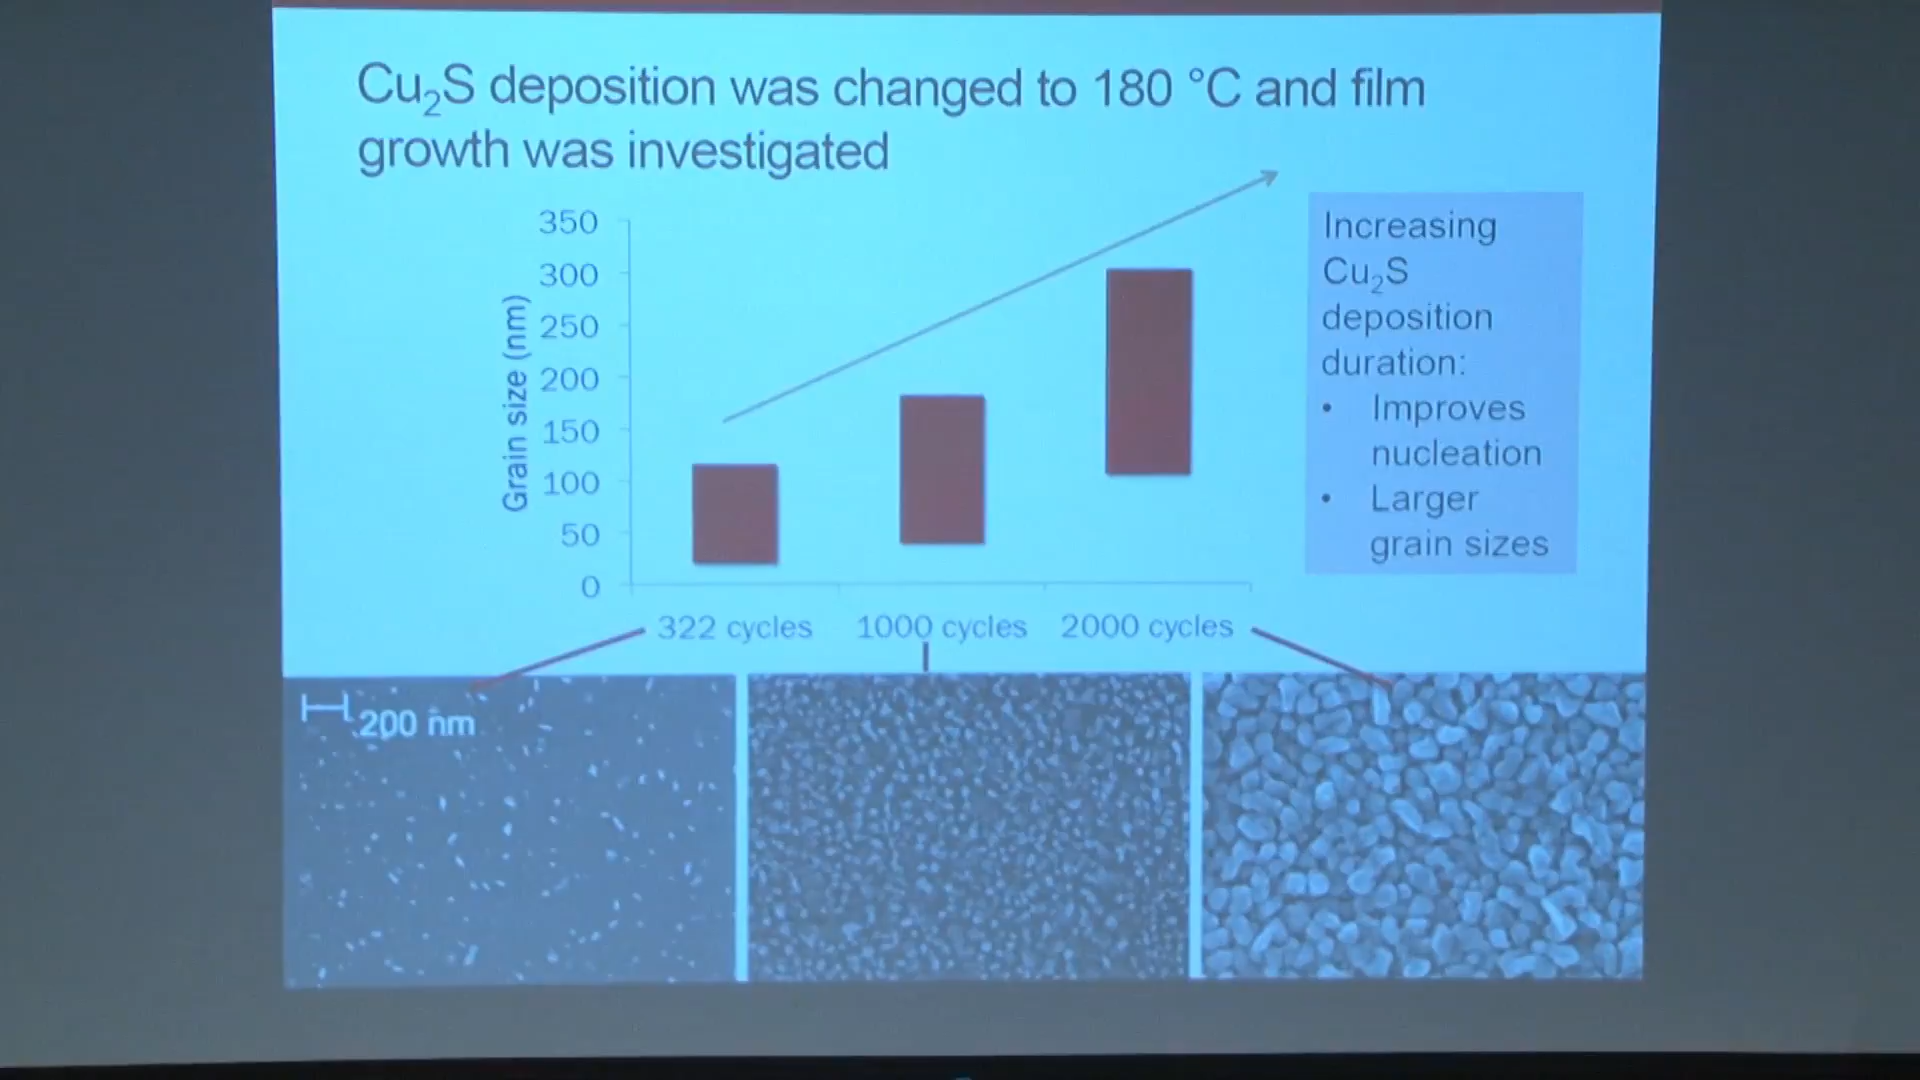 Cu₂S deposition was changed to 180 °C and film
growth was investigated
350
300
250
200
150
100
50
0
Grain size (nm)
322 cycles
1000 cycles
2000 cycles
Increasing
Cu₂S
deposition
duration:
• Improves
nucleation
• Larger
grain sizes
200 nm